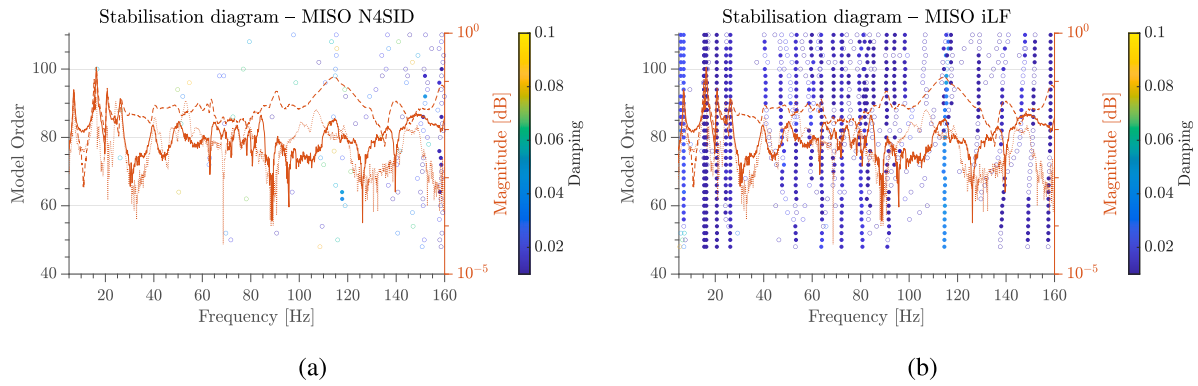 Stabilisation diagram – MISO N4SID
Model Order
100
80
60
40
20 40 60 80 100 120 140 160
Frequency [Hz]
10^0
10^-5
Magnitude [dB]
0.1
0.08
0.06
0.04
0.02
Damping
(a)
Stabilisation diagram – MISO iLF
Model Order
100
80
60
40
20 40 60 80 100 120 140 160
Frequency [Hz]
10^0
10^-5
Magnitude [dB]
0.1
0.08
0.06
0.04
0.02
Damping
(b)